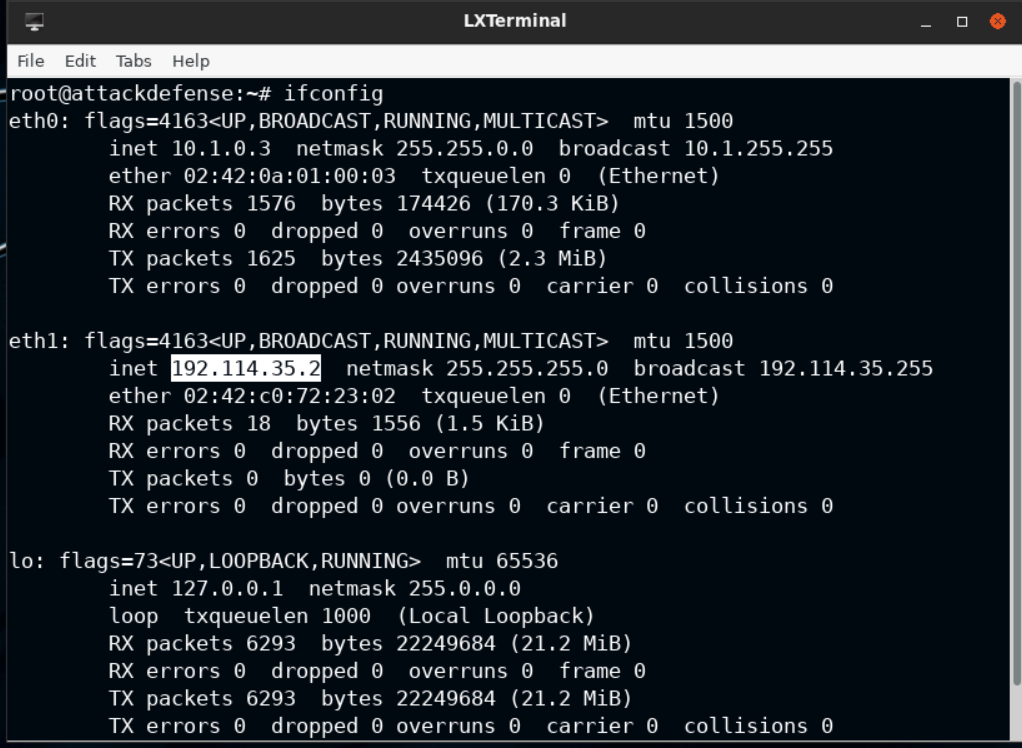 LXTerminal
File Edit Tabs Help
root@attackdefense:~# ifconfig
eth0: flags=4163<UP,BROADCAST,RUNNING,MULTICAST>  mtu 1500
        inet 10.1.0.3  netmask 255.255.0.0  broadcast 10.1.255.255
        ether 02:42:0a:01:00:03  txqueuelen 0  (Ethernet)
        RX packets 1576  bytes 174426 (170.3 KiB)
        RX errors 0  dropped 0  overruns 0  frame 0
        TX packets 1625  bytes 2435096 (2.3 MiB)
        TX errors 0  dropped 0 overruns 0  carrier 0  collisions 0

eth1: flags=4163<UP,BROADCAST,RUNNING,MULTICAST>  mtu 1500
        inet 192.114.35.2  netmask 255.255.255.0  broadcast 192.114.35.255
        ether 02:42:c0:72:23:02  txqueuelen 0  (Ethernet)
        RX packets 18  bytes 1556 (1.5 KiB)
        RX errors 0  dropped 0  overruns 0  frame 0
        TX packets 0  bytes 0 (0.0 B)
        TX errors 0  dropped 0 overruns 0  carrier 0  collisions 0

lo: flags=73<UP,LOOPBACK,RUNNING>  mtu 65536
        inet 127.0.0.1  netmask 255.0.0.0
        loop  txqueuelen 1000  (Local Loopback)
        RX packets 6293  bytes 22249684 (21.2 MiB)
        RX errors 0  dropped 0  overruns 0  frame 0
        TX packets 6293  bytes 22249684 (21.2 MiB)
        TX errors 0  dropped 0 overruns 0  carrier 0  collisions 0